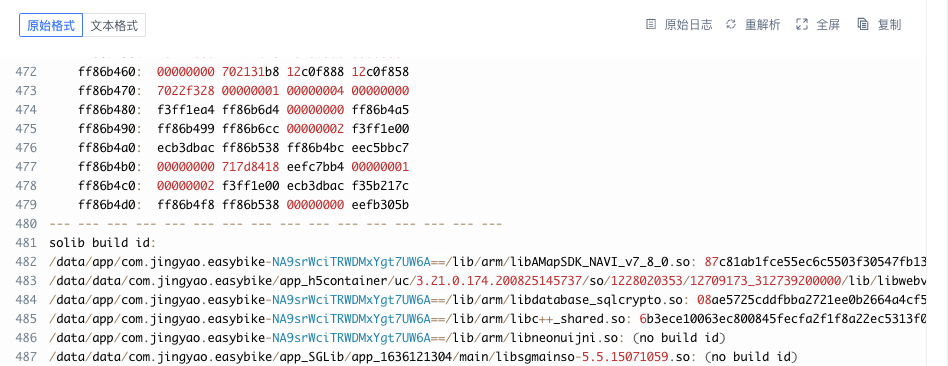 原始格式 文本格式 原始日志 重解析 全屏 复制
472 ff86b460: 00000000 702131b8 12c0f888 12c0f858
473 ff86b470: 7022f328 00000001 00000004 00000000
474 ff86b480: f3ff1ea4 ff86b6d4 00000000 ff86b4a5
475 ff86b490: ff86b499 ff86b6cc 00000002 f3ff1e00
476 ff86b4a0: ecb3dbac ff86b538 ff86b4bc eec5bbc7
477 ff86b4b0: 00000000 717d8418 eefc7bb4 00000001
478 ff86b4c0: 00000002 f3ff1e00 ecb3dbac f35b217c
479 ff86b4d0: ff86b4f8 ff86b538 00000000 eefb305b
480 --- --- --- --- --- --- --- --- --- --- --- --- --- --- --- ---
481 solib build id:
482 /data/app/com.jingyao.easybike-NA9srWciTRWDMxYgt7UW6A==/lib/arm/libAMapSDK_NAVI_v7_8_0.so: 87c81ab1fce55ec6c5503f30547fb13
483 /data/data/com.jingyao.easybike/app_h5container/uc/3.21.0.174.200825145737/so/1228020353/12709173_312739200000/lib/libwebv
484 /data/app/com.jingyao.easybike-NA9srWciTRWDMxYgt7UW6A==/lib/arm/libdatabase_sqlcrypto.so: 08ae5725cddfbba2721ee0b2664a4cf5
485 /data/app/com.jingyao.easybike-NA9srWciTRWDMxYgt7UW6A==/lib/arm/libc++_shared.so: 6b3ece10063ec800845fecfa2f1f8a22ec5313f0
486 /data/app/com.jingyao.easybike-NA9srWciTRWDMxYgt7UW6A==/lib/arm/libneonuijni.so: (no build id)
487 /data/data/com.jingyao.easybike/app_SGLib/app_1636121304/main/libsgmainso-5.5.15071059.so: (no build id)